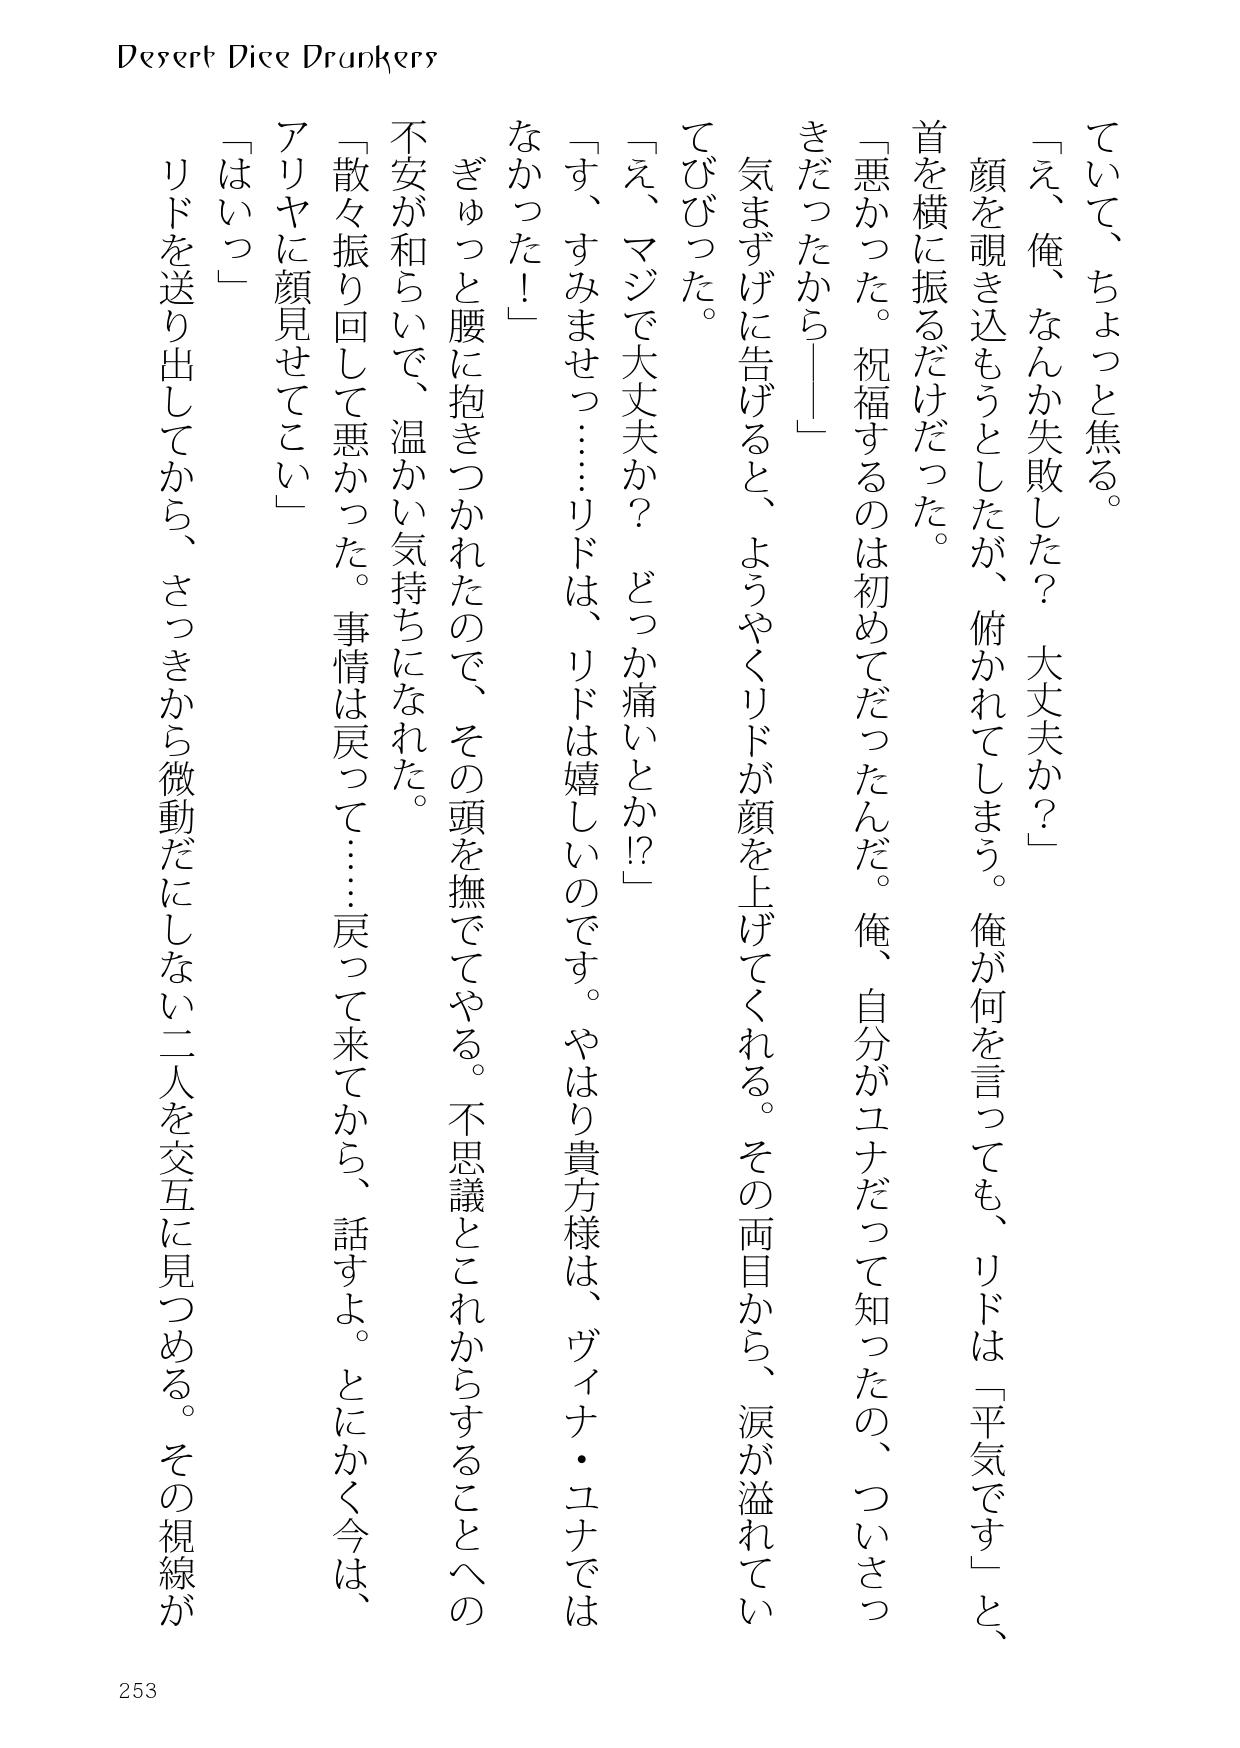 Desert Dice Drunkers
ていて、ちょっと焦る。
「え、俺、なんか失敗した？　大丈夫か？」
　顔を覗き込もうとしたが、俯かれてしまう。俺が何を言っても、リドは「平気です」と、
首を横に振るだけだった。
「悪かった。祝福するのは初めてだったんだ。俺、自分がユナだって知ったの、ついさっ
きだったから――」
　気まずげに告げると、ようやくリドが顔を上げてくれる。その両目から、涙が溢れてい
てびびった。
「え、マジで大丈夫か？　どっか痛いとか!?」
「す、すみませっ……リドは、リドは嬉しいのです。やはり貴方様は、ヴィナ・ユナでは
なかった！」
　ぎゅっと腰に抱きつかれたので、その頭を撫でてやる。不思議とこれからすることへの
不安が和らいで、温かい気持ちになれた。
「散々振り回して悪かった。事情は戻って……戻って来てから、話すよ。とにかく今は、
アリヤに顔見せてこい」
「はいっ」
　リドを送り出してから、さっきから微動だにしない二人を交互に見つめる。その視線が
253